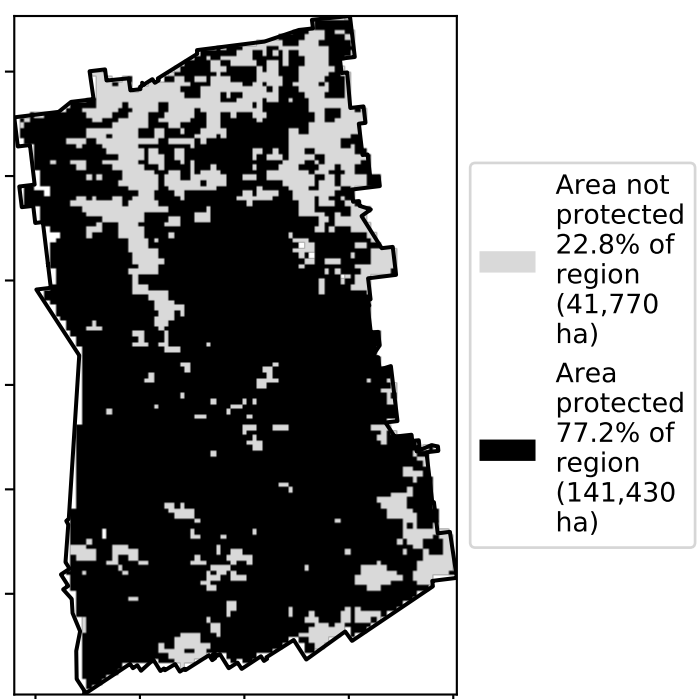 Area not
protected
22.8% of
region
(41,770
ha)
Area
protected
77.2% of
region
(141,430
ha)